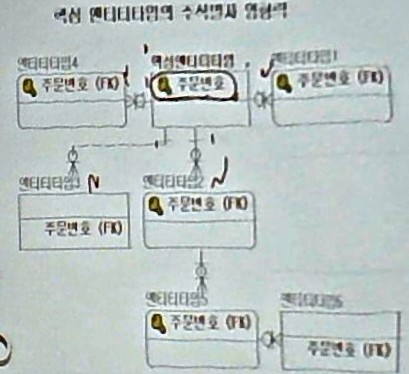 핵심 엔티티타입의 주식별자 영향력
엔티티타입4
핵심엔티티타입
엔티티타입1
주문번호 (FK)
주문번호
주문번호 (FK)
엔티티타입3
N
엔티티타입2
N
주문번호 (FK)
주문번호 (FK)
엔티티타입5
엔티티타입6
주문번호 (FK)
주문번호 (FK)